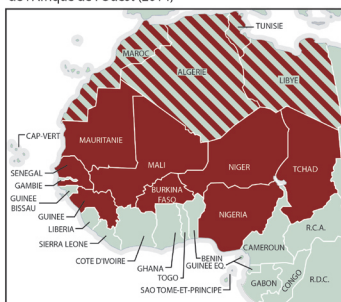 de l'Afrique de l'Ouest (2014)
TUNISIE
MAROC
ALGERIE
LIBYE
CAP-VERT
MAURITANIE
MALI
NIGER
TCHAD
SENEGAL
GAMBIE
GUINEE
BISSAU
BURKINA
FASO
NIGERIA
GUINEE
LIBERIA
SIERRA LEONE
COTE D'IVOIRE
GHANA
TOGO
BENIN
CAMEROUN
R.C.A.
GUINEE EQ.
SAO TOME-ET-PRINCIPE
GABON
CONGO
R.D.C.